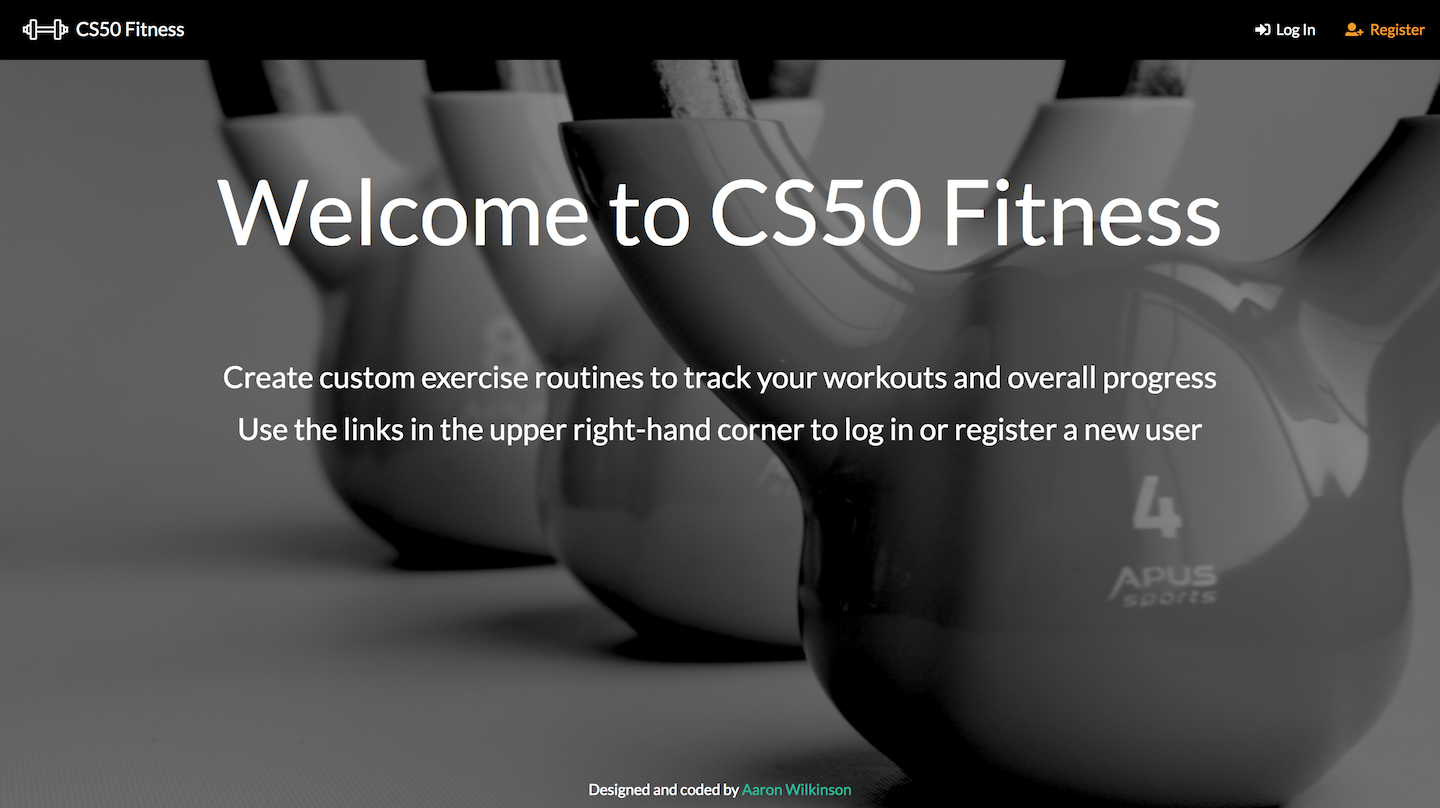 CS50 Fitness
Log In
Register
Welcome to CS50 Fitness
Create custom exercise routines to track your workouts and overall progress
Use the links in the upper right-hand corner to log in or register a new user
4
APUS
sports
Designed and coded by Aaron Wilkinson